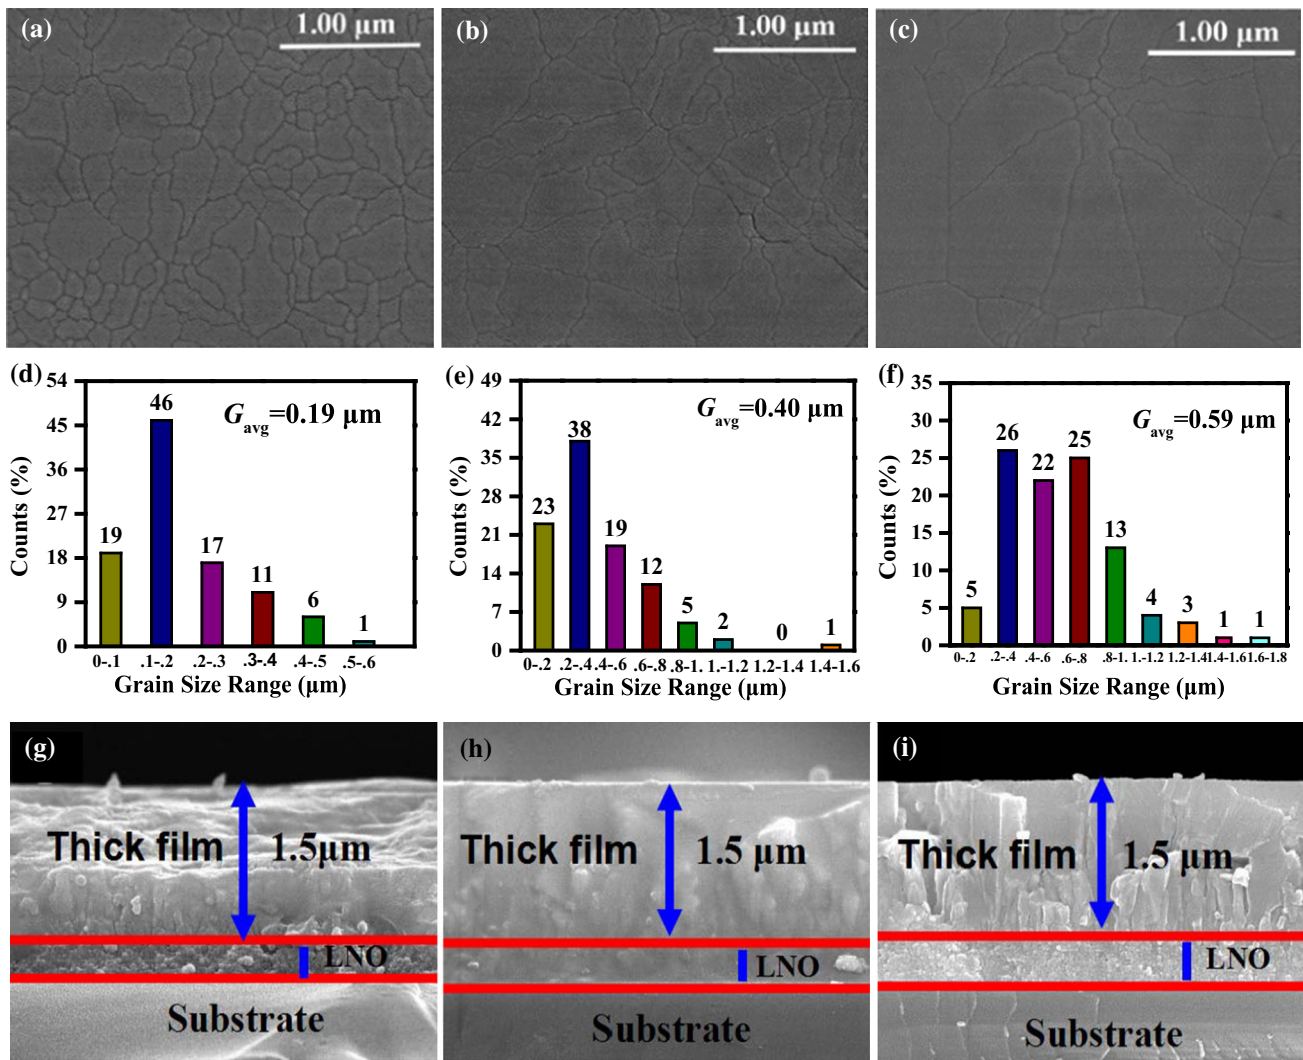 (a)
1.00 µm
(b)
1.00 µm
(c)
1.00 µm
(d)
54
45
36
27
18
9
0
Counts (%)
19
46
17
11
6
1
Gavg=0.19 µm
0-.1 .1-.2 .2-.3 .3-.4 .4-.5 .5-.6
Grain Size Range (µm)
(e)
49
42
35
28
21
14
7
0
Counts (%)
23
38
19
12
5
2
0
1
Gavg=0.40 µm
0-.2 .2-.4 .4-.6 .6-.8 .8-1. 1.-1.2 1.2-1.4 1.4-1.6
Grain Size Range (µm)
(f)
35
30
25
20
15
10
5
0
Counts (%)
5
26
22
25
13
4
3
1
1
Gavg=0.59 µm
0-.2 .2-.4 .4-.6 .6-.8 .8-1. 1.-1.2 1.2-1.4 1.4-1.6 1.6-1.8
Grain Size Range (µm)
(g)
Thick film 1.5µm
LNO
Substrate
(h)
Thick film 1.5 µm
LNO
Substrate
(i)
Thick film 1.5 µm
LNO
Substrate